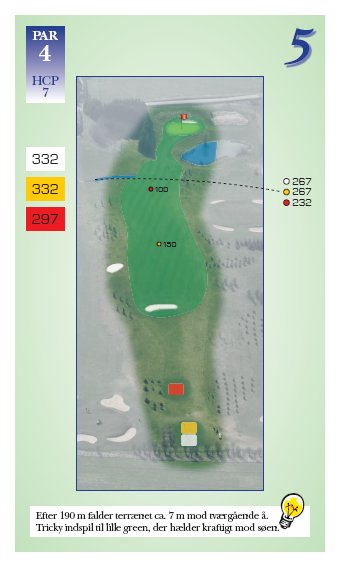 PAR
4
HCP
7
5
332
332
297
100
150
267
267
232
Efter 190 m falder terrænet ca. 7 m mod tværgående å.
Tricky indspil til lille green, der hælder kraftigt mod søen.